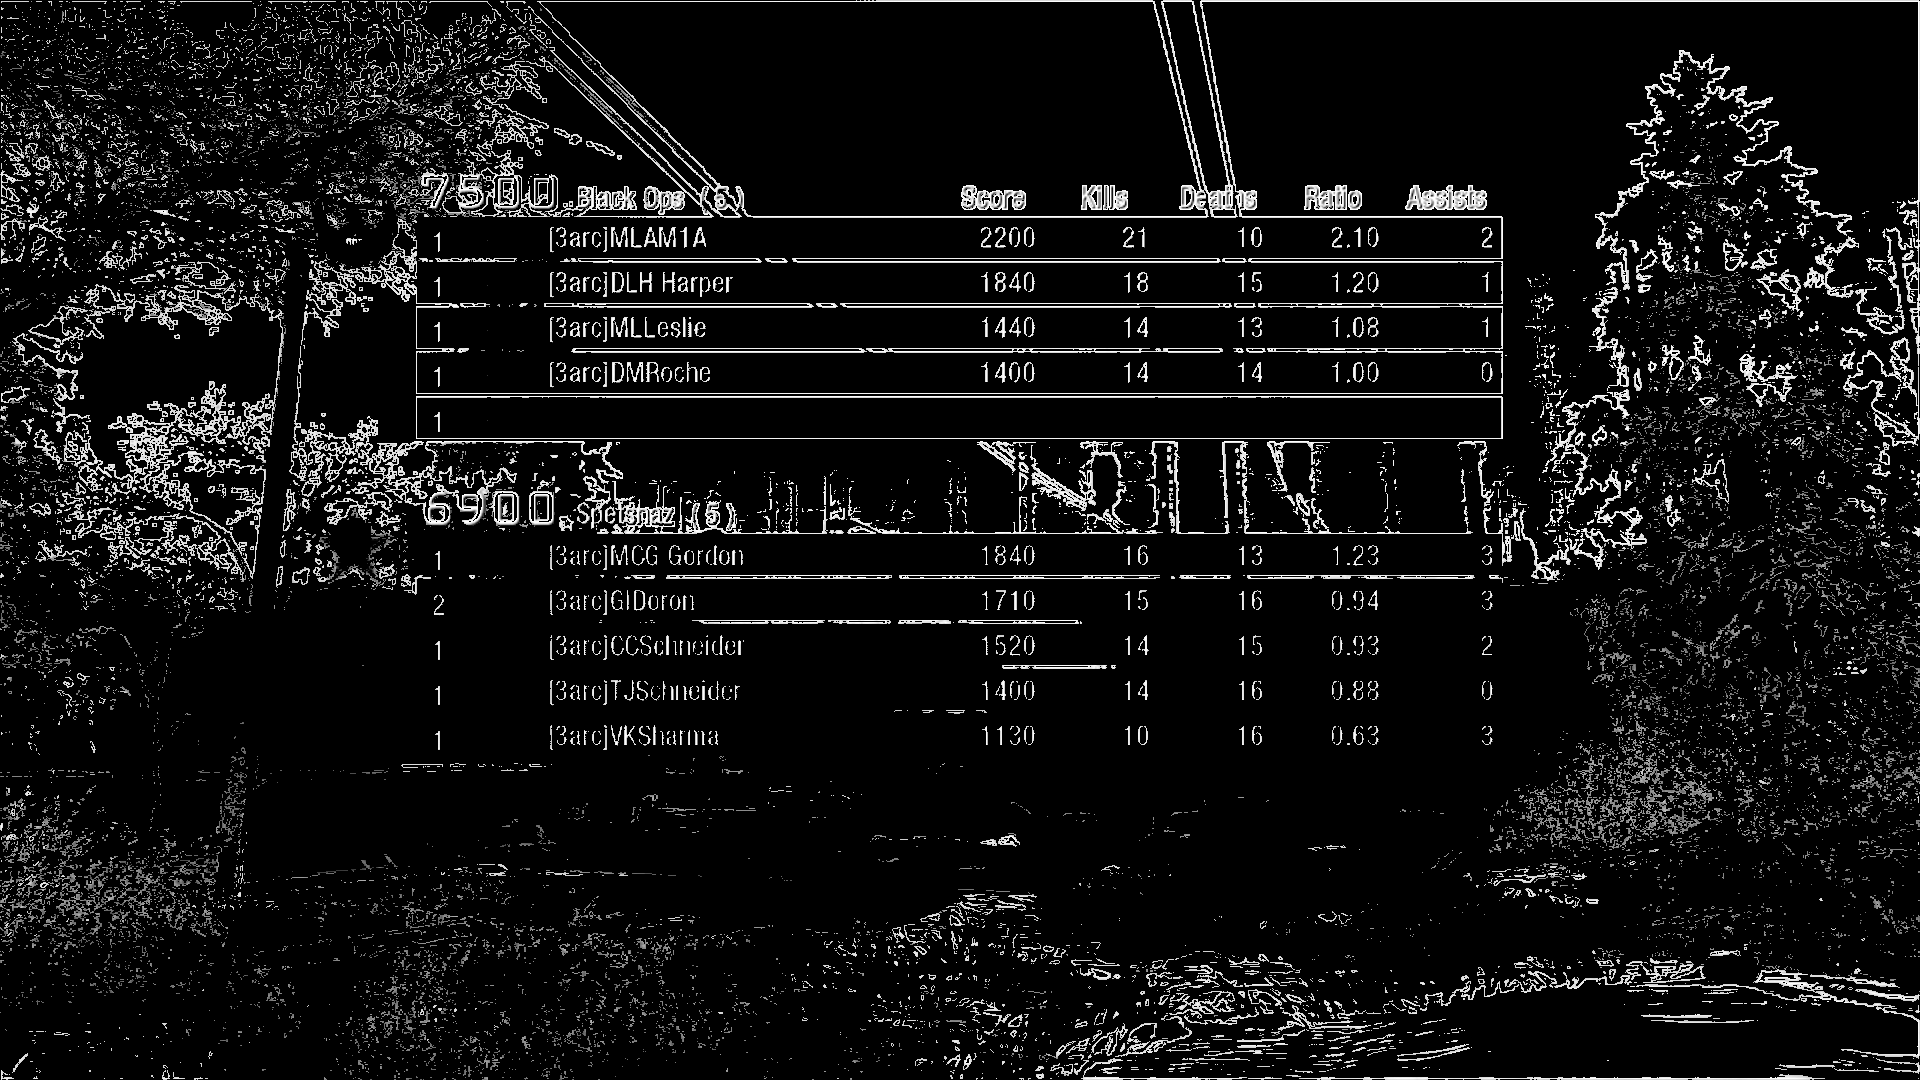 7500 Black Ops ( 5 ) Score Kills Deaths Ratio Assists
1 [3arc]MLAM1A 2200 21 10 2.10 2
1 [3arc]DLH Harper 1840 18 15 1.20 1
1 [3arc]MLLeslie 1440 14 13 1.08 1
1 [3arc]DMRoche 1400 14 14 1.00 0
1
6900 Spetsnaz ( 5 )
1 [3arc]MCG Gordon 1840 16 13 1.23 3
2 [3arc]GIDoron 1710 15 16 0.94 3
1 [3arc]CCSchneider 1520 14 15 0.93 2
1 [3arc]TJSchneider 1400 14 16 0.88 0
1 [3arc]VKSharma 1130 10 16 0.63 3